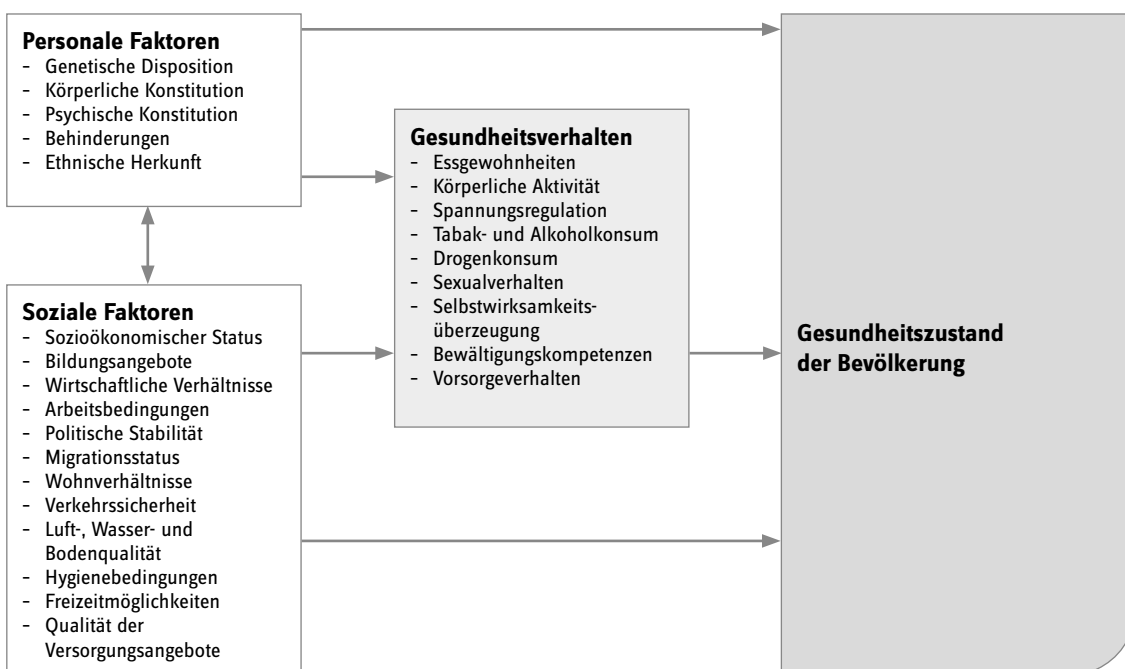 Personale Faktoren
- Genetische Disposition
- Körperliche Konstitution
- Psychische Konstitution
- Behinderungen
- Ethnische Herkunft
Gesundheitsverhalten
- Essgewohnheiten
- Körperliche Aktivität
- Spannungsregulation
- Tabak- und Alkoholkonsum
- Drogenkonsum
- Sexualverhalten
- Selbstwirksamkeits-
überzeugung
- Bewältigungskompetenzen
- Vorsorgeverhalten
Soziale Faktoren
- Sozioökonomischer Status
- Bildungsangebote
- Wirtschaftliche Verhältnisse
- Arbeitsbedingungen
- Politische Stabilität
- Migrationsstatus
- Wohnverhältnisse
- Verkehrssicherheit
- Luft-, Wasser- und
Bodenqualität
- Hygienebedingungen
- Freizeitmöglichkeiten
- Qualität der
Versorgungsangebote
Gesundheitszustand
der Bevölkerung